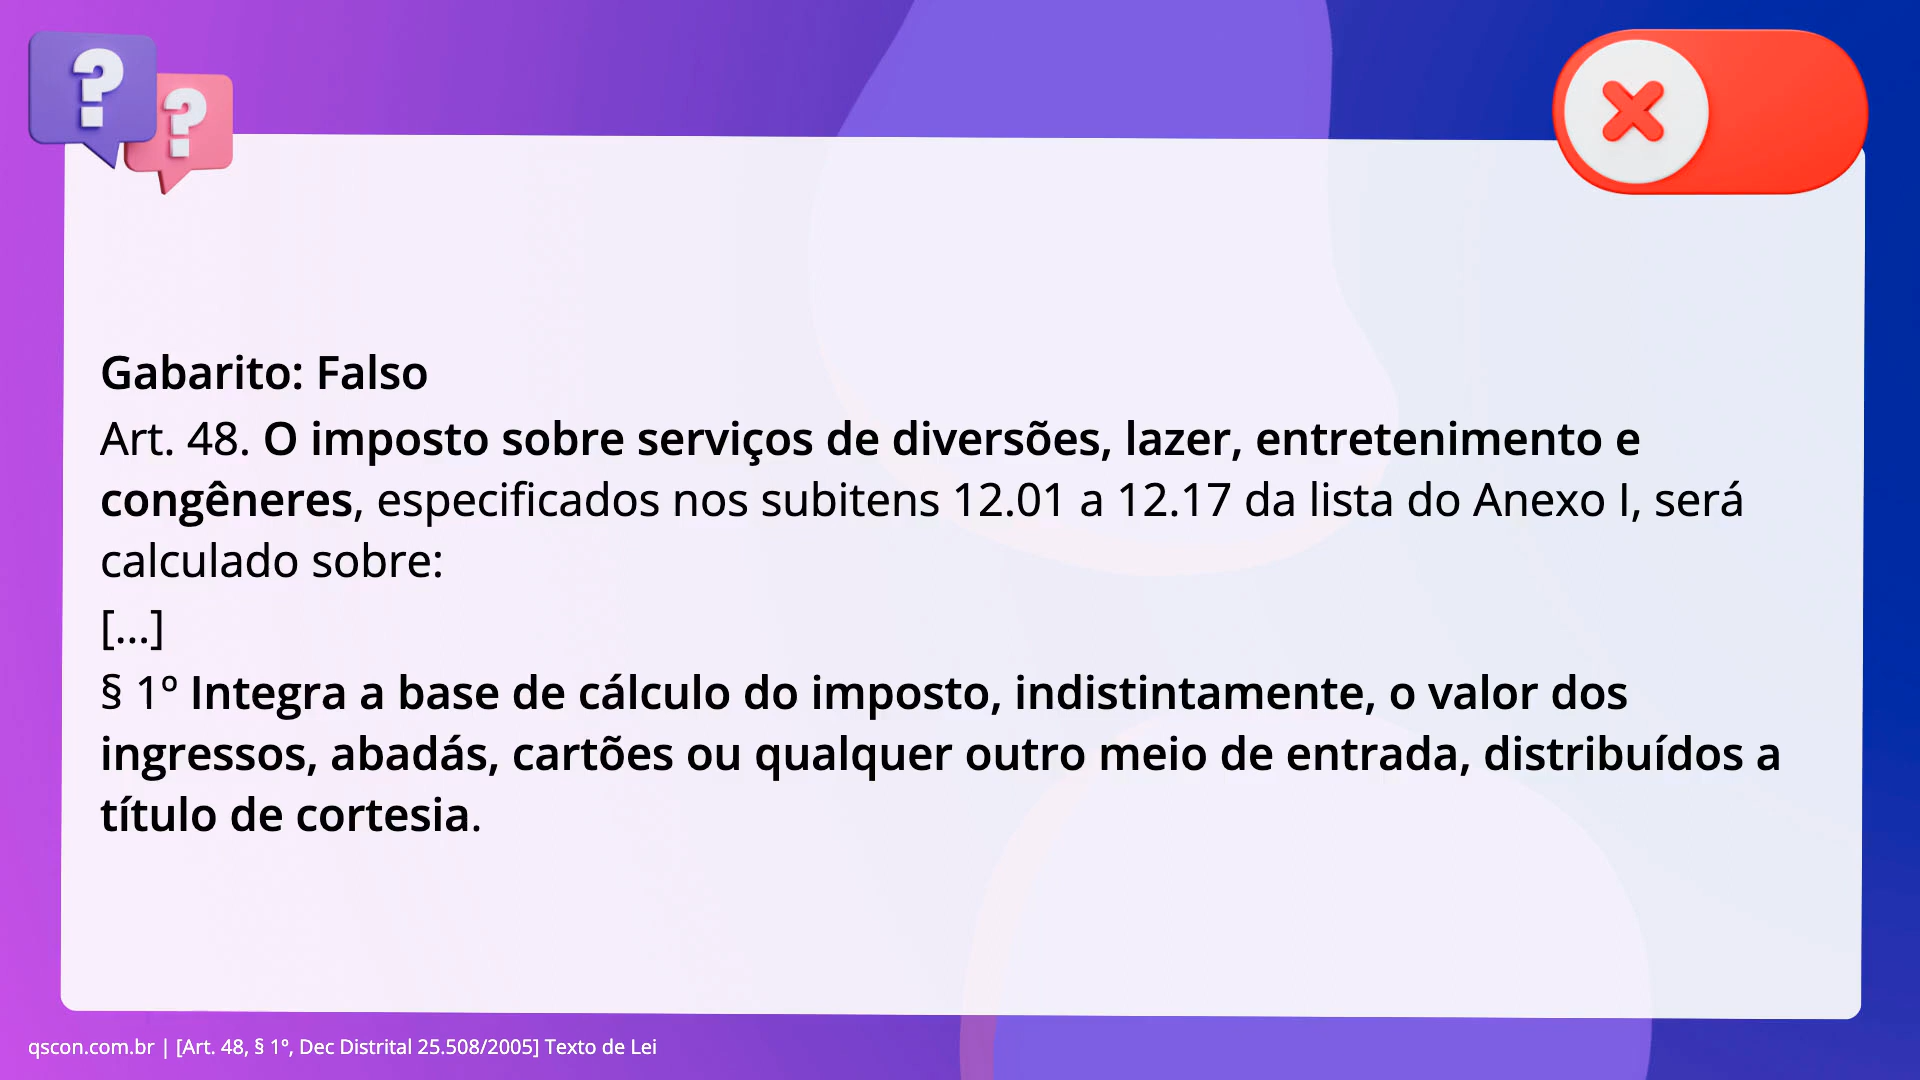 Gabarito: Falso
Art. 48. O imposto sobre serviços de diversões, lazer, entretenimento e
congêneres, especificados nos subitens 12.01 a 12.17 da lista do Anexo I, será
calculado sobre:
[...]
§ 1º Integra a base de cálculo do imposto, indistintamente, o valor dos
ingressos, abadás, cartões ou qualquer outro meio de entrada, distribuídos a
título de cortesia.
qscon.com.br | [Art. 48, § 1º, Dec Distrital 25.508/2005] Texto de Lei